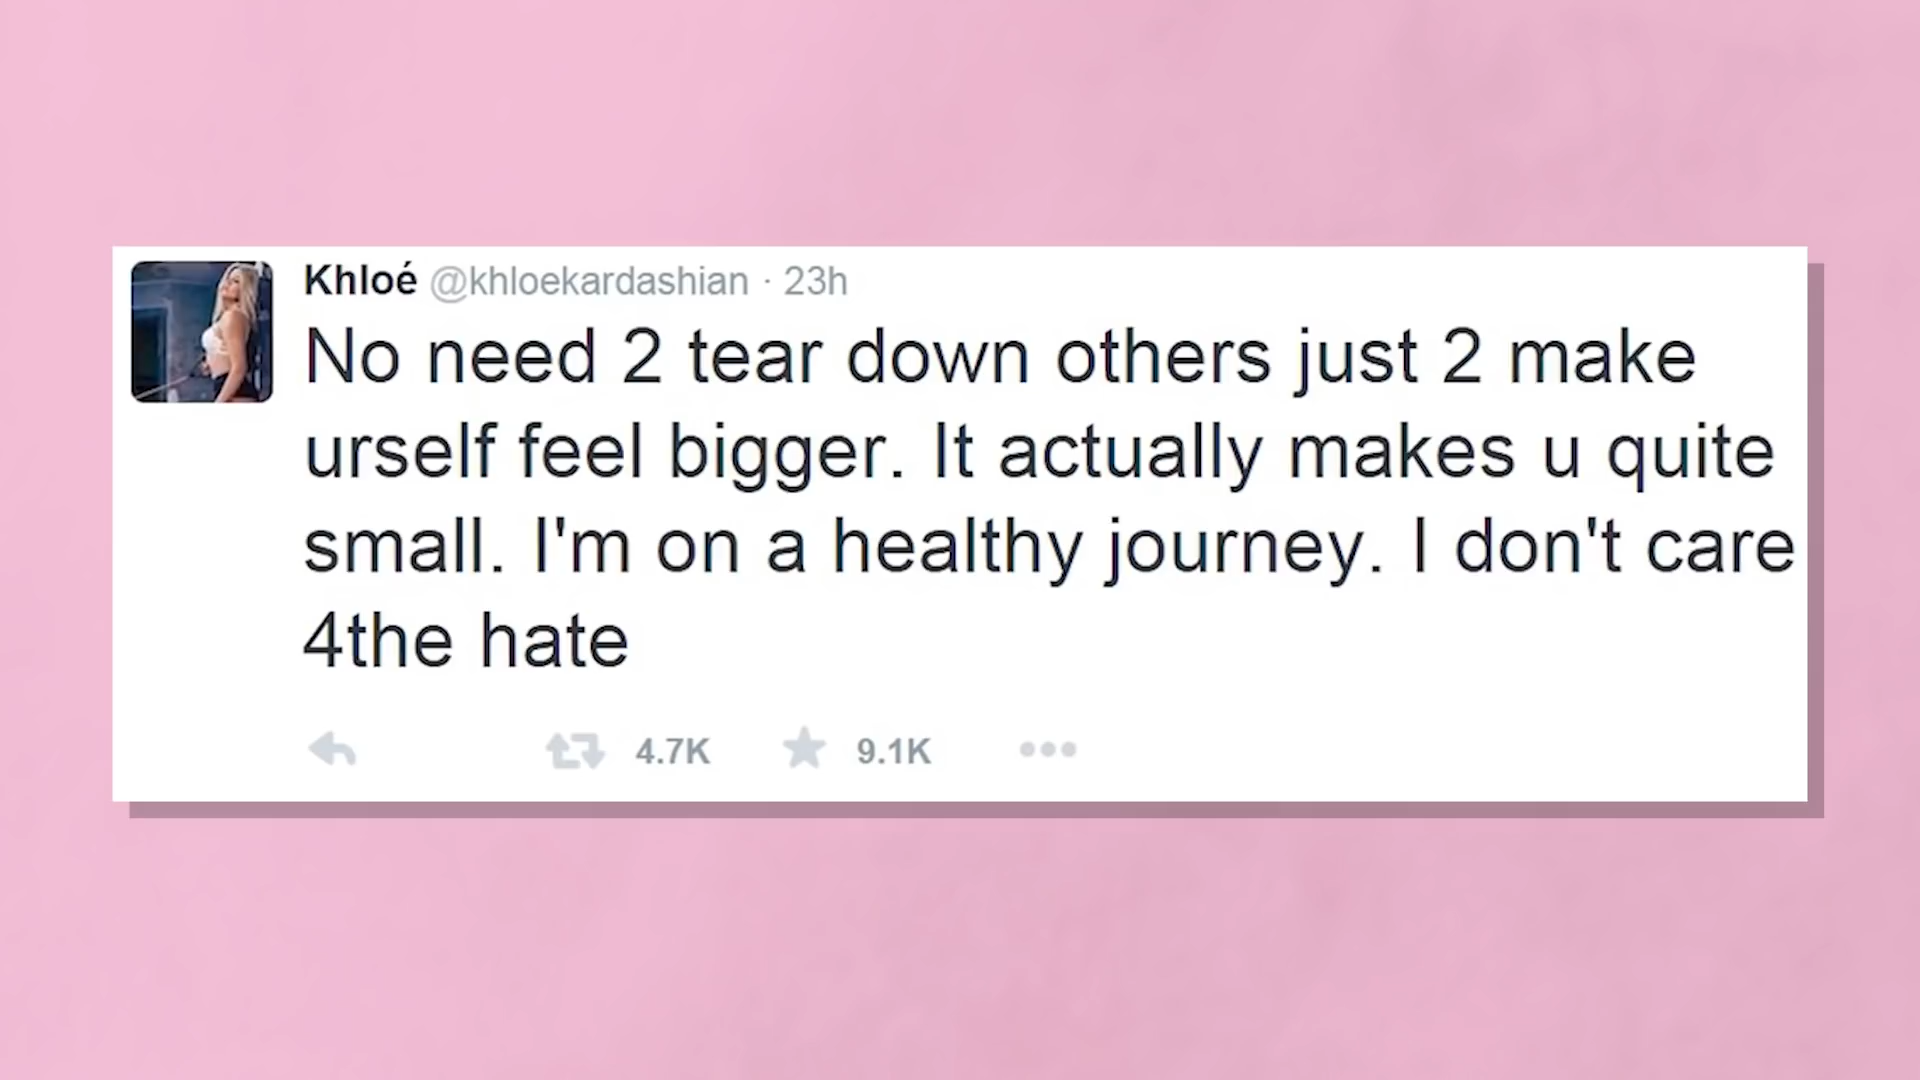 Khloé @khloekardashian · 23h
No need 2 tear down others just 2 make
urself feel bigger. It actually makes u quite
small. I'm on a healthy journey. I don't care
4the hate
4.7K 9.1K